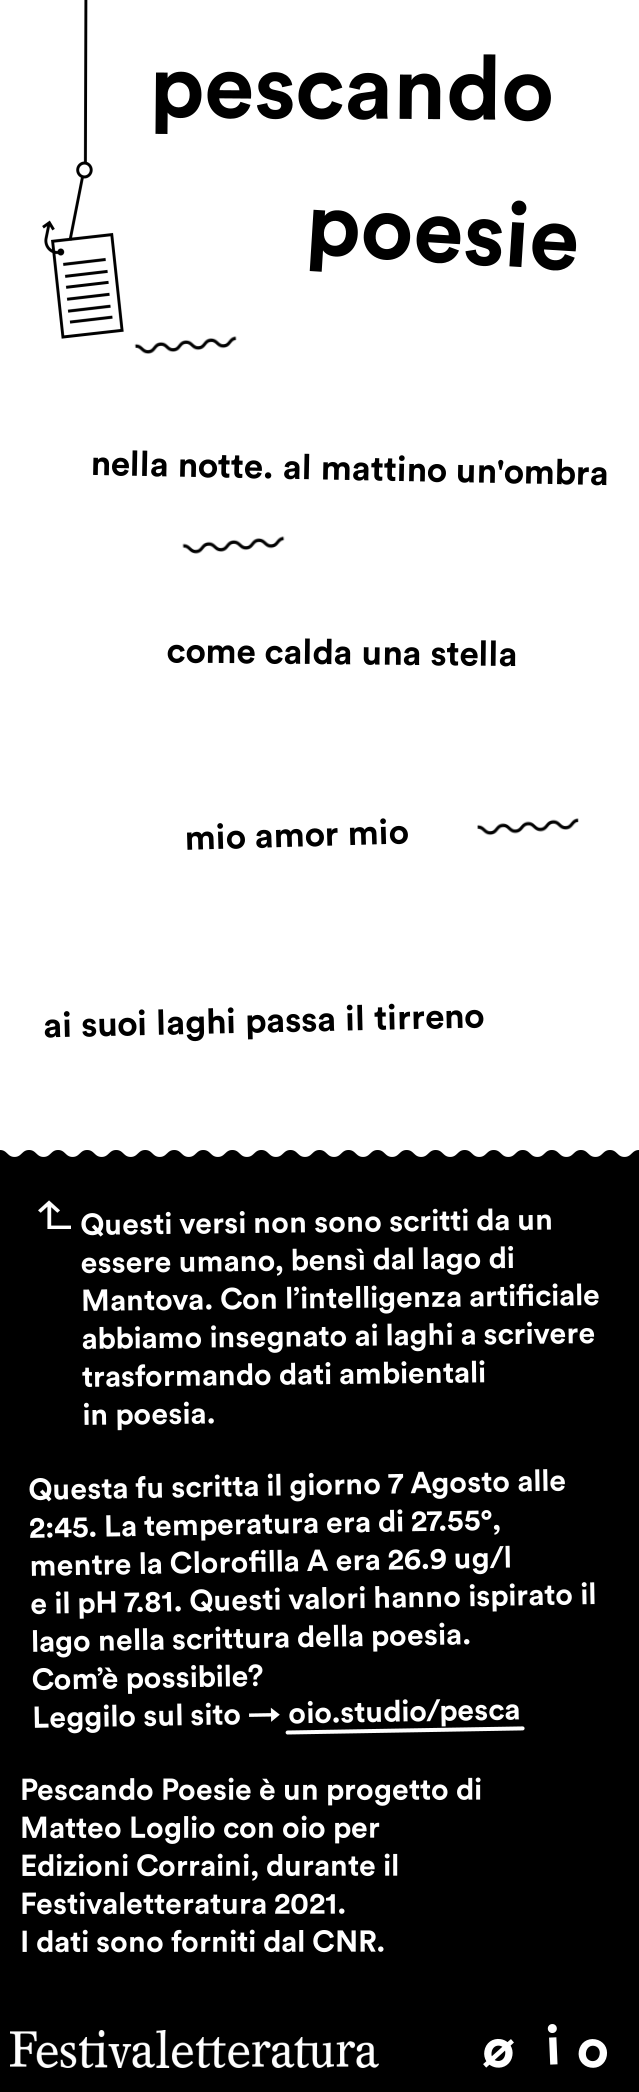 pescando
poesie
nella notte. al mattino un'ombra
come calda una stella
mio amor mio
ai suoi laghi passa il tirreno
Questi versi non sono scritti da un
essere umano, bensì dal lago di
Mantova. Con l’intelligenza artificiale
abbiamo insegnato ai laghi a scrivere
trasformando dati ambientali
in poesia.
Questa fu scritta il giorno 7 Agosto alle
2:45. La temperatura era di 27.55°,
mentre la Clorofilla A era 26.9 ug/l
e il pH 7.81. Questi valori hanno ispirato il
lago nella scrittura della poesia.
Com’è possibile?
Leggilo sul sito → oio.studio/pesca
Pescando Poesie è un progetto di
Matteo Loglio con oio per
Edizioni Corraini, durante il
Festivaletteratura 2021.
I dati sono forniti dal CNR.
Festivaletteratura
ø i o